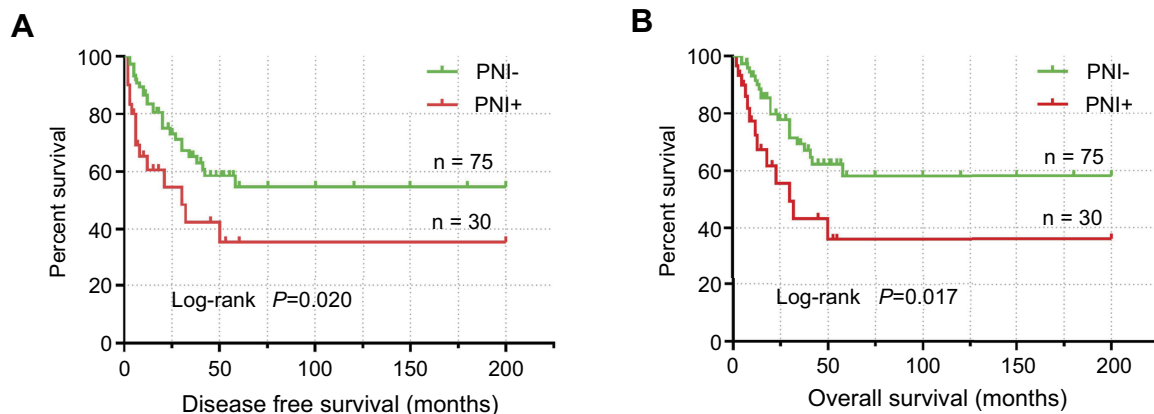 A
100
80
60
40
20
0
Percent survival
PNI-
PNI+
n = 75
n = 30
Log-rank P=0.020
0 50 100 150 200
Disease free survival (months)
B
100
80
60
40
20
0
Percent survival
PNI-
PNI+
n = 75
n = 30
Log-rank P=0.017
0 50 100 150 200
Overall survival (months)